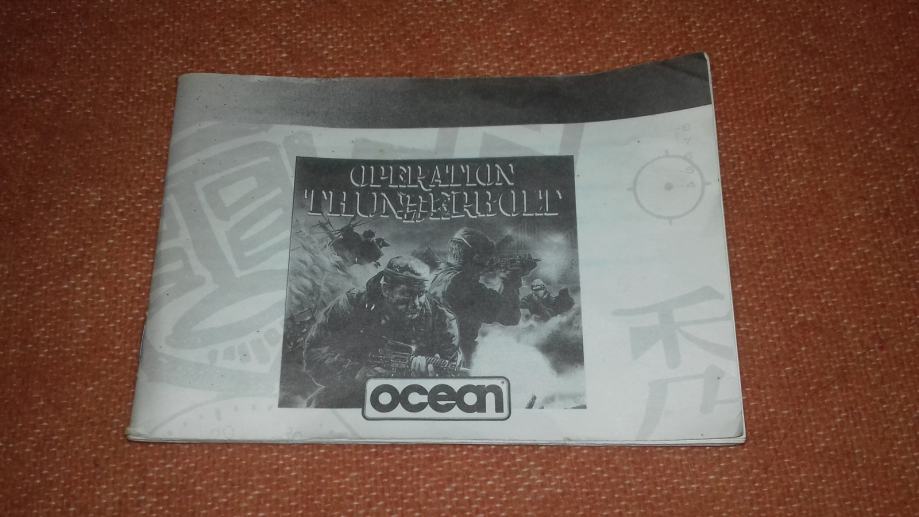 OPERATION
THUNDERBOLT
ocean